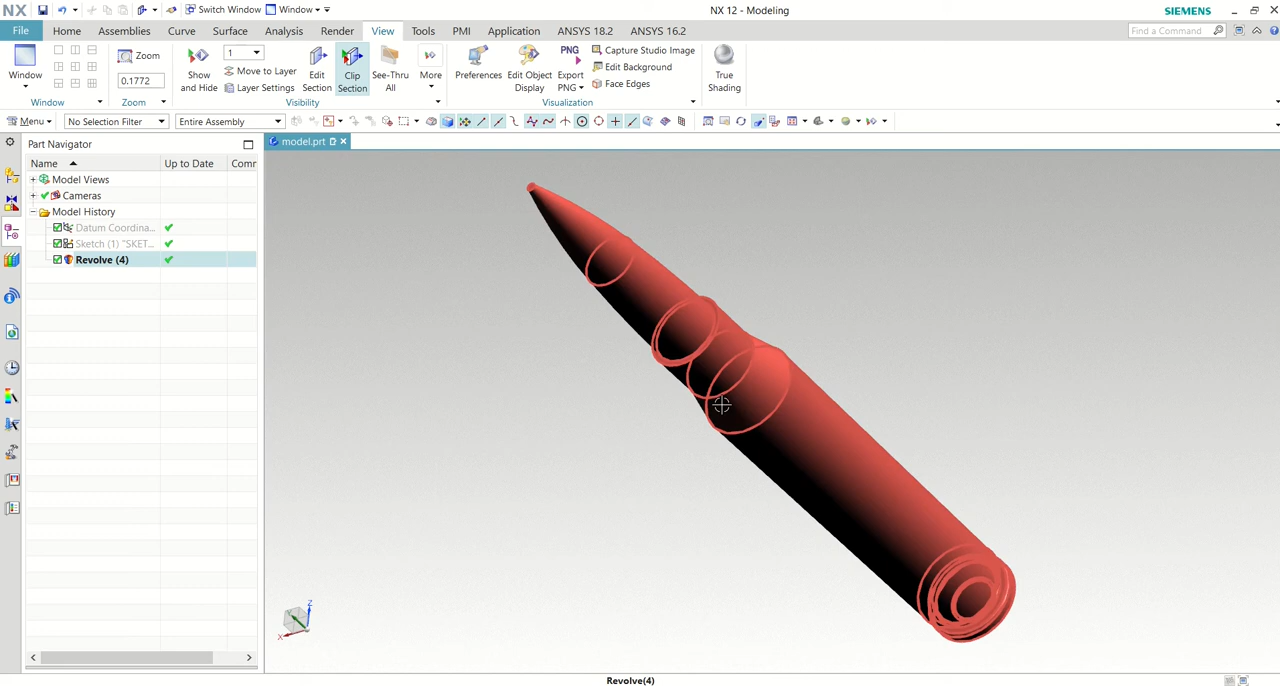 NX Switch Window Window NX 12 - Modeling SIEMENS
File Home Assemblies Curve Surface Analysis Render View Tools PMI Application ANSYS 18.2 ANSYS 16.2 Find a Command
Window
Window
Zoom
0.1772
Zoom
Show and Hide
1
Move to Layer
Layer Settings
Edit Section
Clip Section
See-Thru All
More
Visibility
Preferences
Edit Object Display
PNG
Export PNG
Capture Studio Image
Edit Background
Face Edges
Visualization
True Shading
Menu No Selection Filter Entire Assembly
Part Navigator
model.prt
Name Up to Date Comr
Model Views
Cameras
Model History
Datum Coordina...
Sketch (1) "SKET...
Revolve (4)
Z
X
Revolve(4)